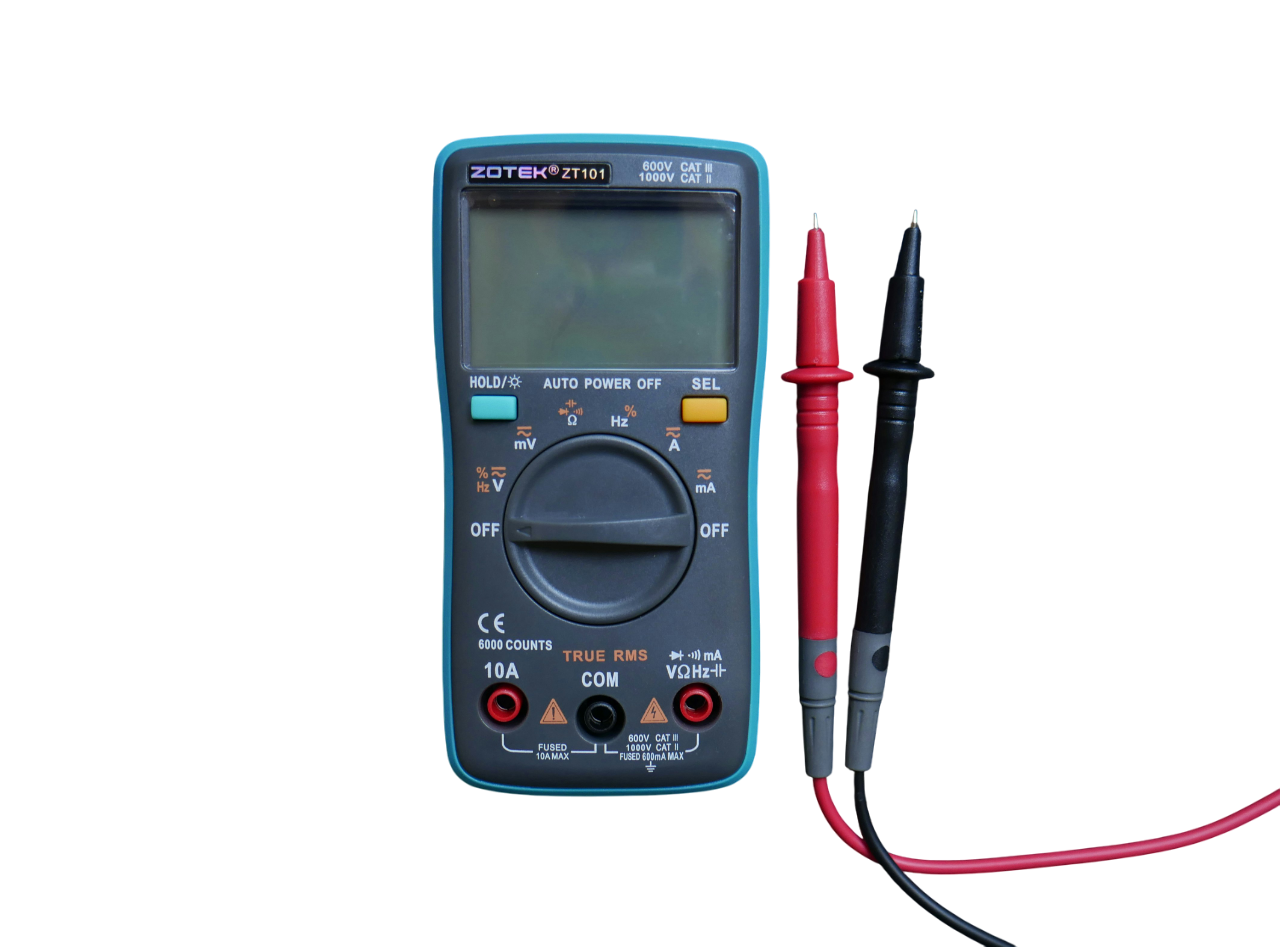 ZOTEK® ZT101
600V CAT III
1000V CAT II
HOLD/☼
AUTO POWER OFF
SEL
Ω
Hz %
mV
A
% Hz V
mA
OFF
OFF
CE
6000 COUNTS
TRUE RMS
mA
10A
COM
VΩHz
FUSED
10A MAX
600V CAT III
1000V CAT II
FUSED 600mA MAX